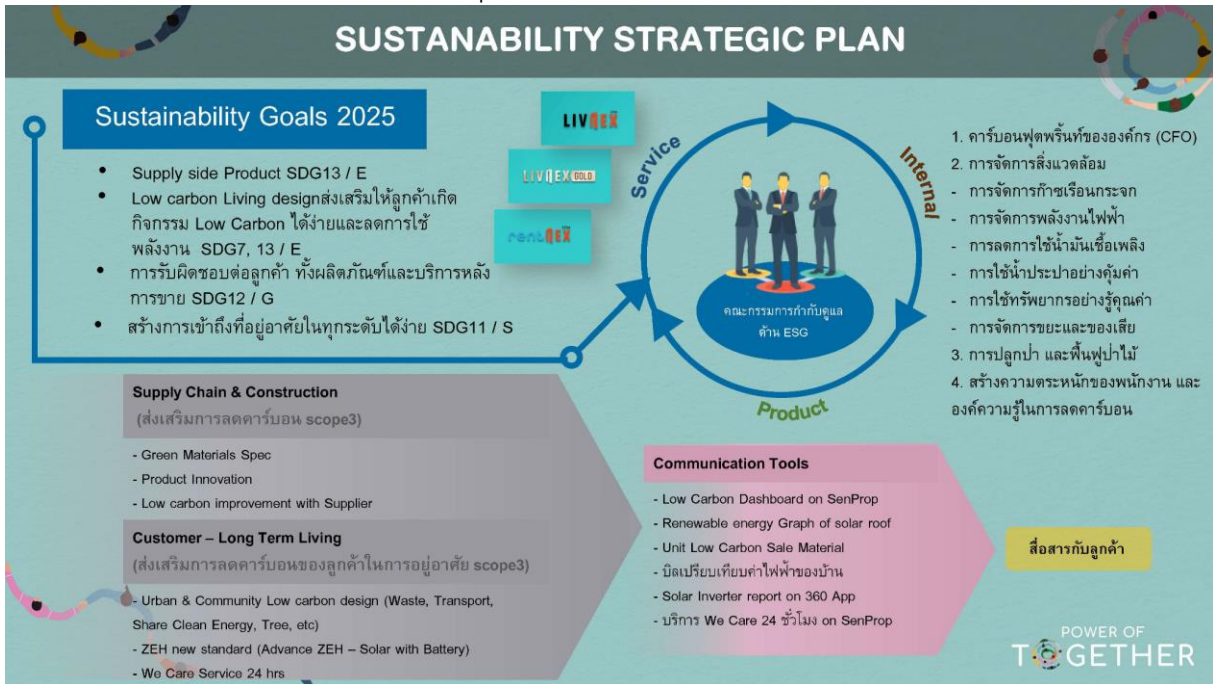 SUSTANABILITY STRATEGIC PLAN
Sustainability Goals 2025
• Supply side Product SDG13 / E
• Low carbon Living designส่งเสริมให้ลูกค้าเกิด
กิจกรรม Low Carbon ได้ง่ายและลดการใช้
พลังงาน SDG7, 13 / E
• การรับผิดชอบต่อลูกค้า ทั้งผลิตภัณฑ์และบริการหลัง
การขาย SDG12 / G
• สร้างการเข้าถึงที่อยู่อาศัยในทุกระดับได้ง่าย SDG11 / S
LIVNEX
LIVNEX GOLD
rentNEX
Service
Internal
Product
คณะกรรมการกำกับดูแล
ด้าน ESG
1. คาร์บอนฟุตพริ้นท์ขององค์กร (CFO)
2. การจัดการสิ่งแวดล้อม
- การจัดการก๊าซเรือนกระจก
- การจัดการพลังงานไฟฟ้า
- การลดการใช้น้ำมันเชื้อเพลิง
- การใช้น้ำประปาอย่างคุ้มค่า
- การใช้ทรัพยากรอย่างรู้คุณค่า
- การจัดการขยะและของเสีย
3. การปลูกป่า และฟื้นฟูป่าไม้
4. สร้างความตระหนักของพนักงาน และ
องค์ความรู้ในการลดคาร์บอน
Supply Chain & Construction
(ส่งเสริมการลดคาร์บอน scope3)
- Green Materials Spec
- Product Innovation
- Low carbon improvement with Supplier
Customer – Long Term Living
(ส่งเสริมการลดคาร์บอนของลูกค้าในการอยู่อาศัย scope3)
- Urban & Community Low carbon design (Waste, Transport,
Share Clean Energy, Tree, etc)
- ZEH new standard (Advance ZEH – Solar with Battery)
- We Care Service 24 hrs
Communication Tools
- Low Carbon Dashboard on SenProp
- Renewable energy Graph of solar roof
- Unit Low Carbon Sale Material
- บิลเปรียบเทียบค่าไฟฟ้าของบ้าน
- Solar Inverter report on 360 App
- บริการ We Care 24 ชั่วโมง on SenProp
สื่อสารกับลูกค้า
POWER OF
TOGETHER